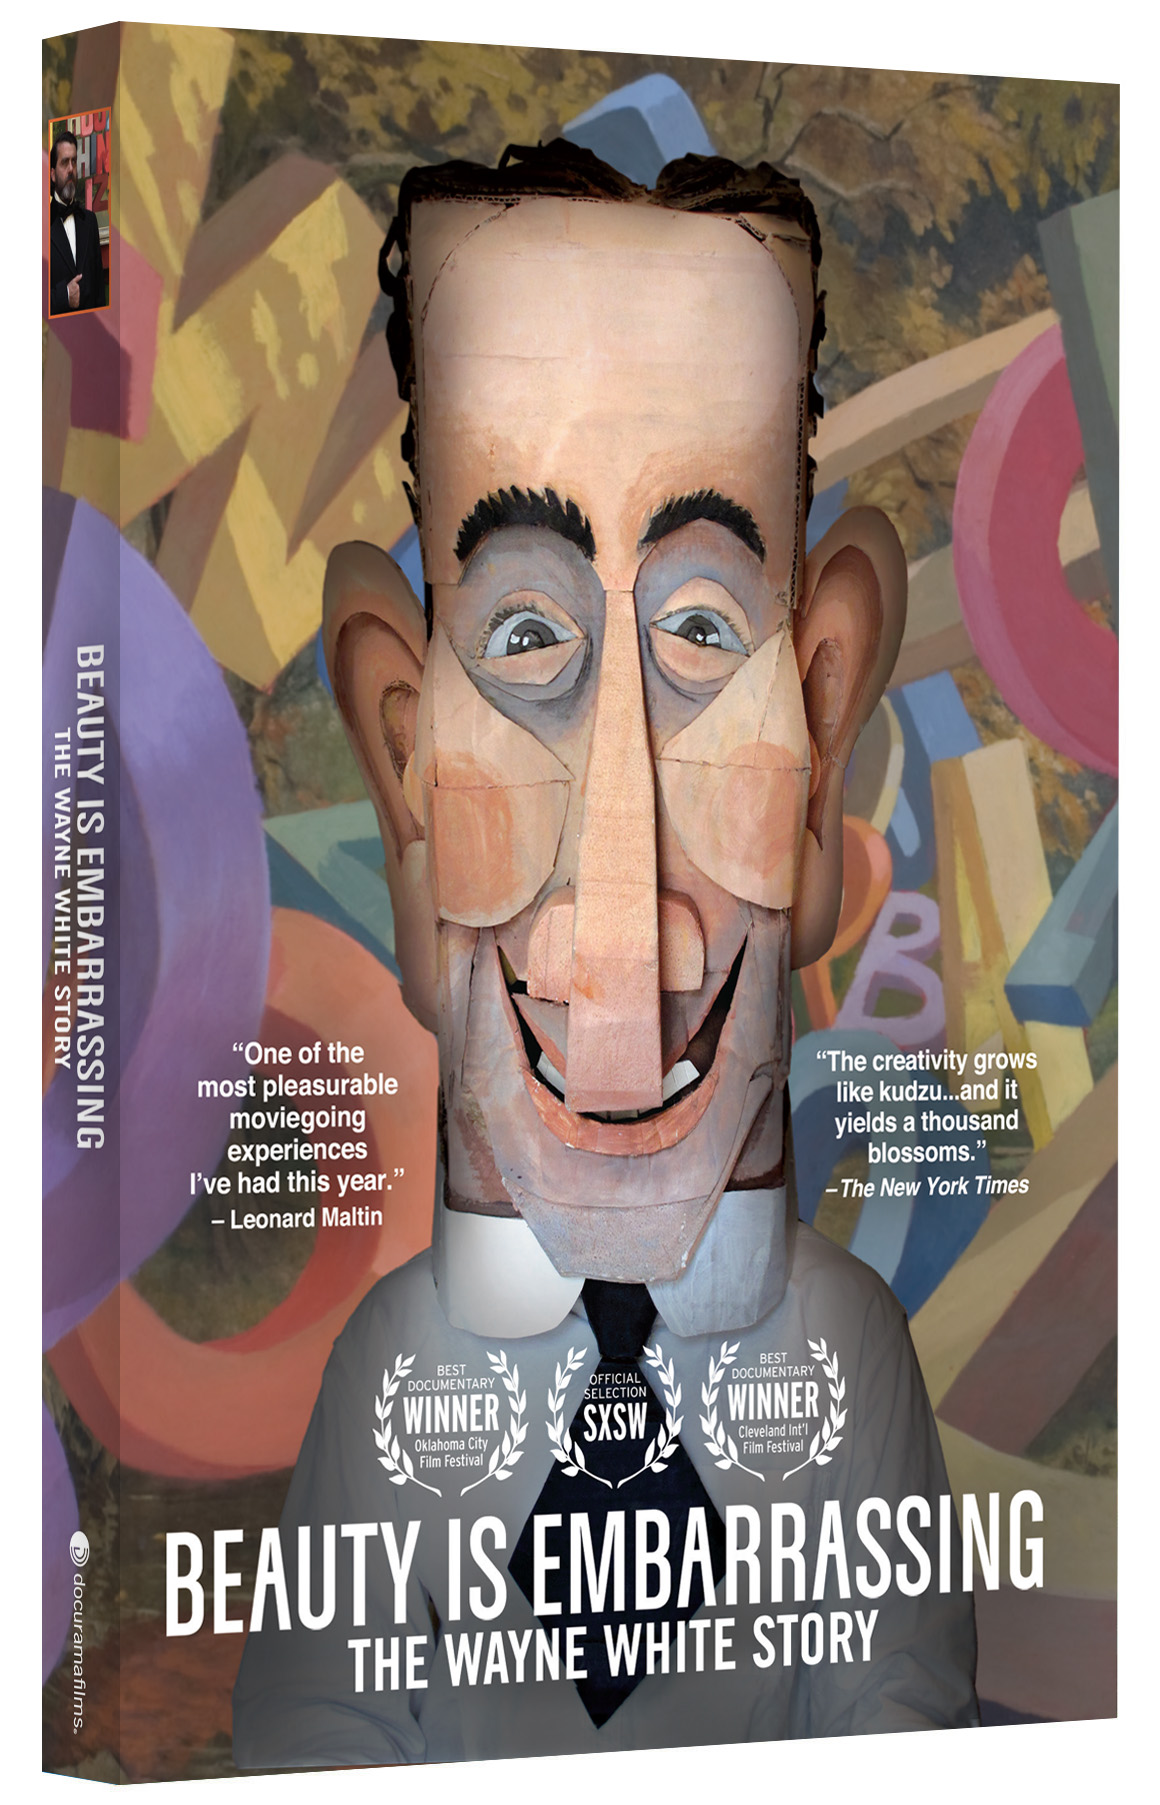 BEAUTY IS EMBARRASSING
THE WAYNE WHITE STORY
docuramafilms®
“One of the
most pleasurable
moviegoing
experiences
I’ve had this year.”
– Leonard Maltin
“The creativity grows
like kudzu...and it
yields a thousand
blossoms.”
–The New York Times
BEST
DOCUMENTARY
WINNER
Oklahoma City
Film Festival
OFFICIAL
SELECTION
SXSW
BEST
DOCUMENTARY
WINNER
Cleveland Int’l
Film Festival
BEAUTY IS EMBARRASSING
THE WAYNE WHITE STORY